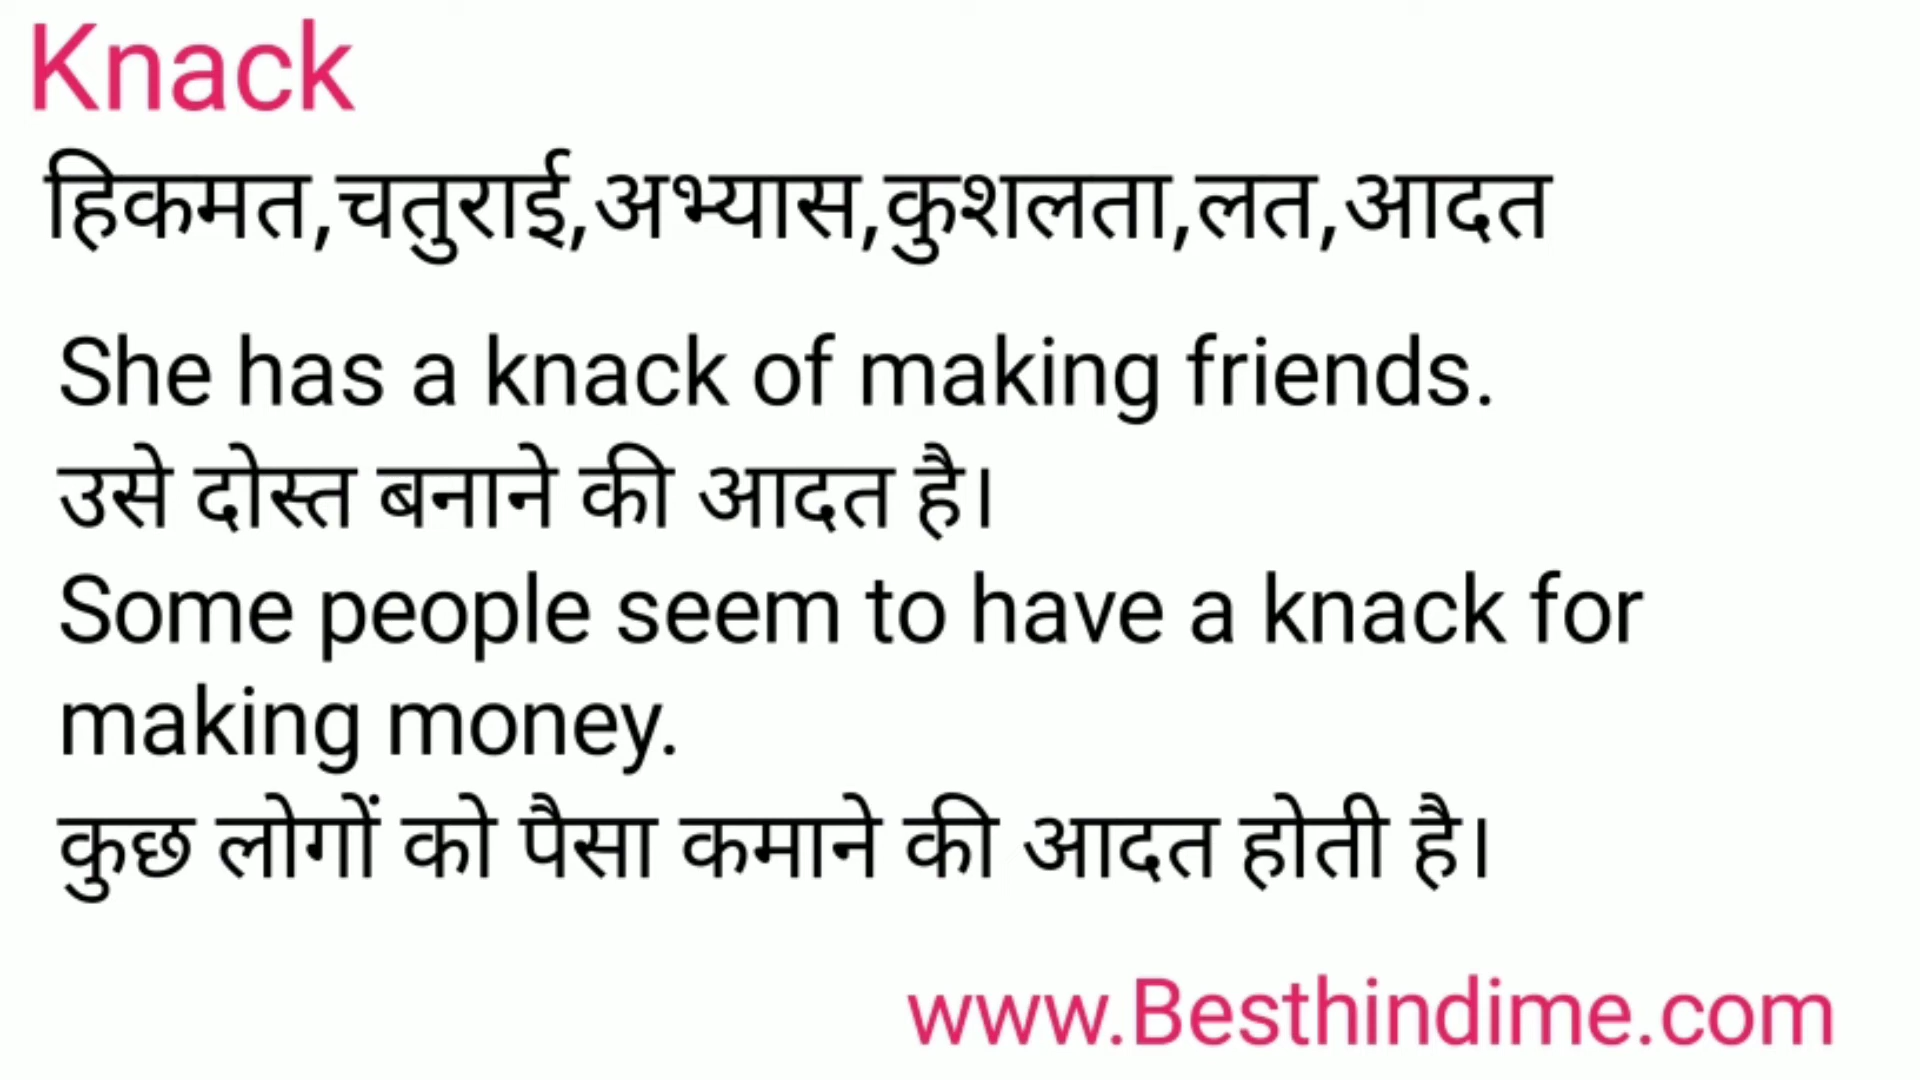 Knack
हिकमत,चतुराई,अभ्यास,कुशलता,लत,आदत
She has a knack of making friends.
उसे दोस्त बनाने की आदत है।
Some people seem to have a knack for
making money.
कुछ लोगों को पैसा कमाने की आदत होती है।
www.Besthindime.com